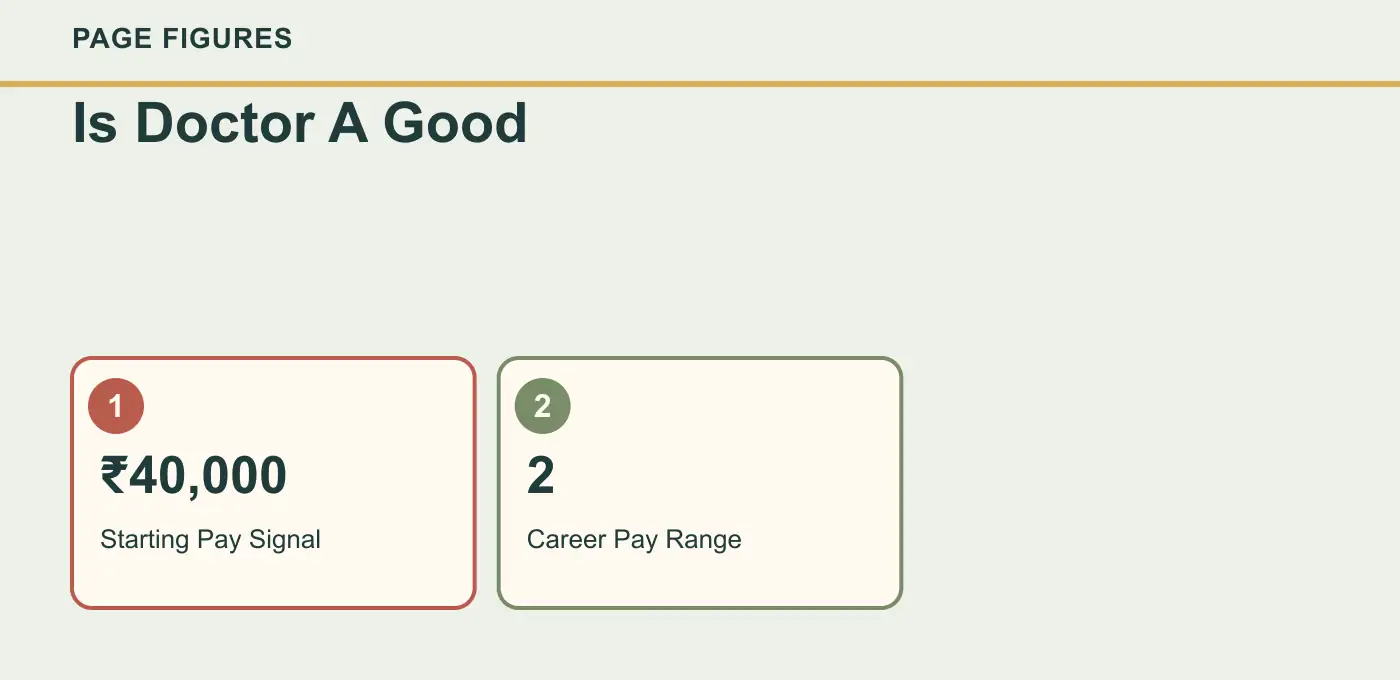 PAGE FIGURES
Is Doctor A Good
1
₹40,000
Starting Pay Signal
2
2
Career Pay Range